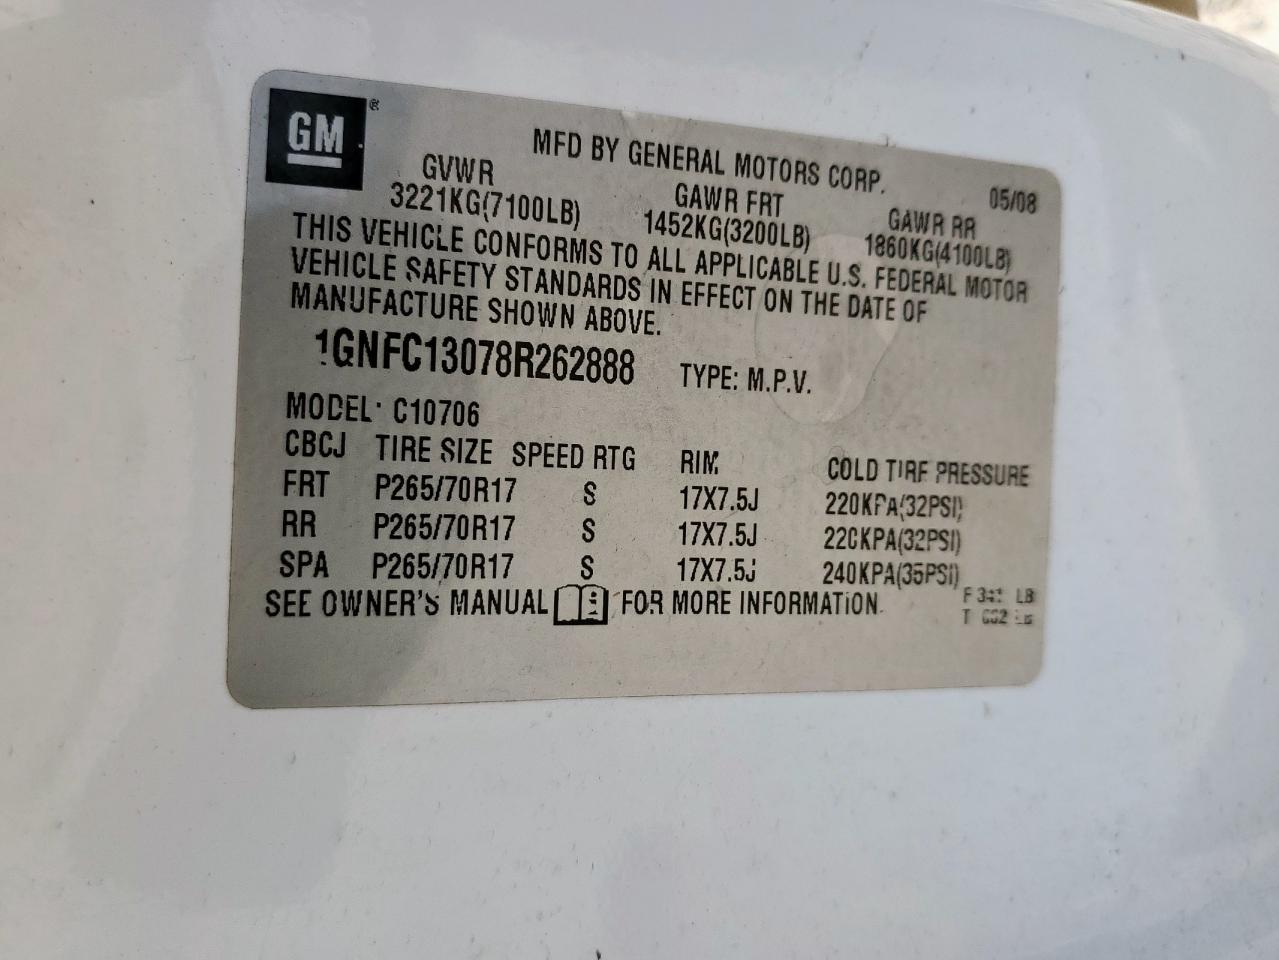 GM ®
MFD BY GENERAL MOTORS CORP.
05/08
GVWR GAWR FRT GAWR RR
3221KG(7100LB) 1452KG(3200LB) 1860KG(4100LB)
THIS VEHICLE CONFORMS TO ALL APPLICABLE U.S. FEDERAL MOTOR
VEHICLE SAFETY STANDARDS IN EFFECT ON THE DATE OF
MANUFACTURE SHOWN ABOVE.
1GNFC13078R262888 TYPE: M.P.V.
MODEL: C10706
CBCJ TIRE SIZE SPEED RTG RIM COLD TIRE PRESSURE
FRT P265/70R17 S 17X7.5J 220KPA(32PSI)
RR P265/70R17 S 17X7.5J 220KPA(32PSI)
SPA P265/70R17 S 17X7.5J 240KPA(35PSI)
SEE OWNER'S MANUAL FOR MORE INFORMATION.
F LB
T LB